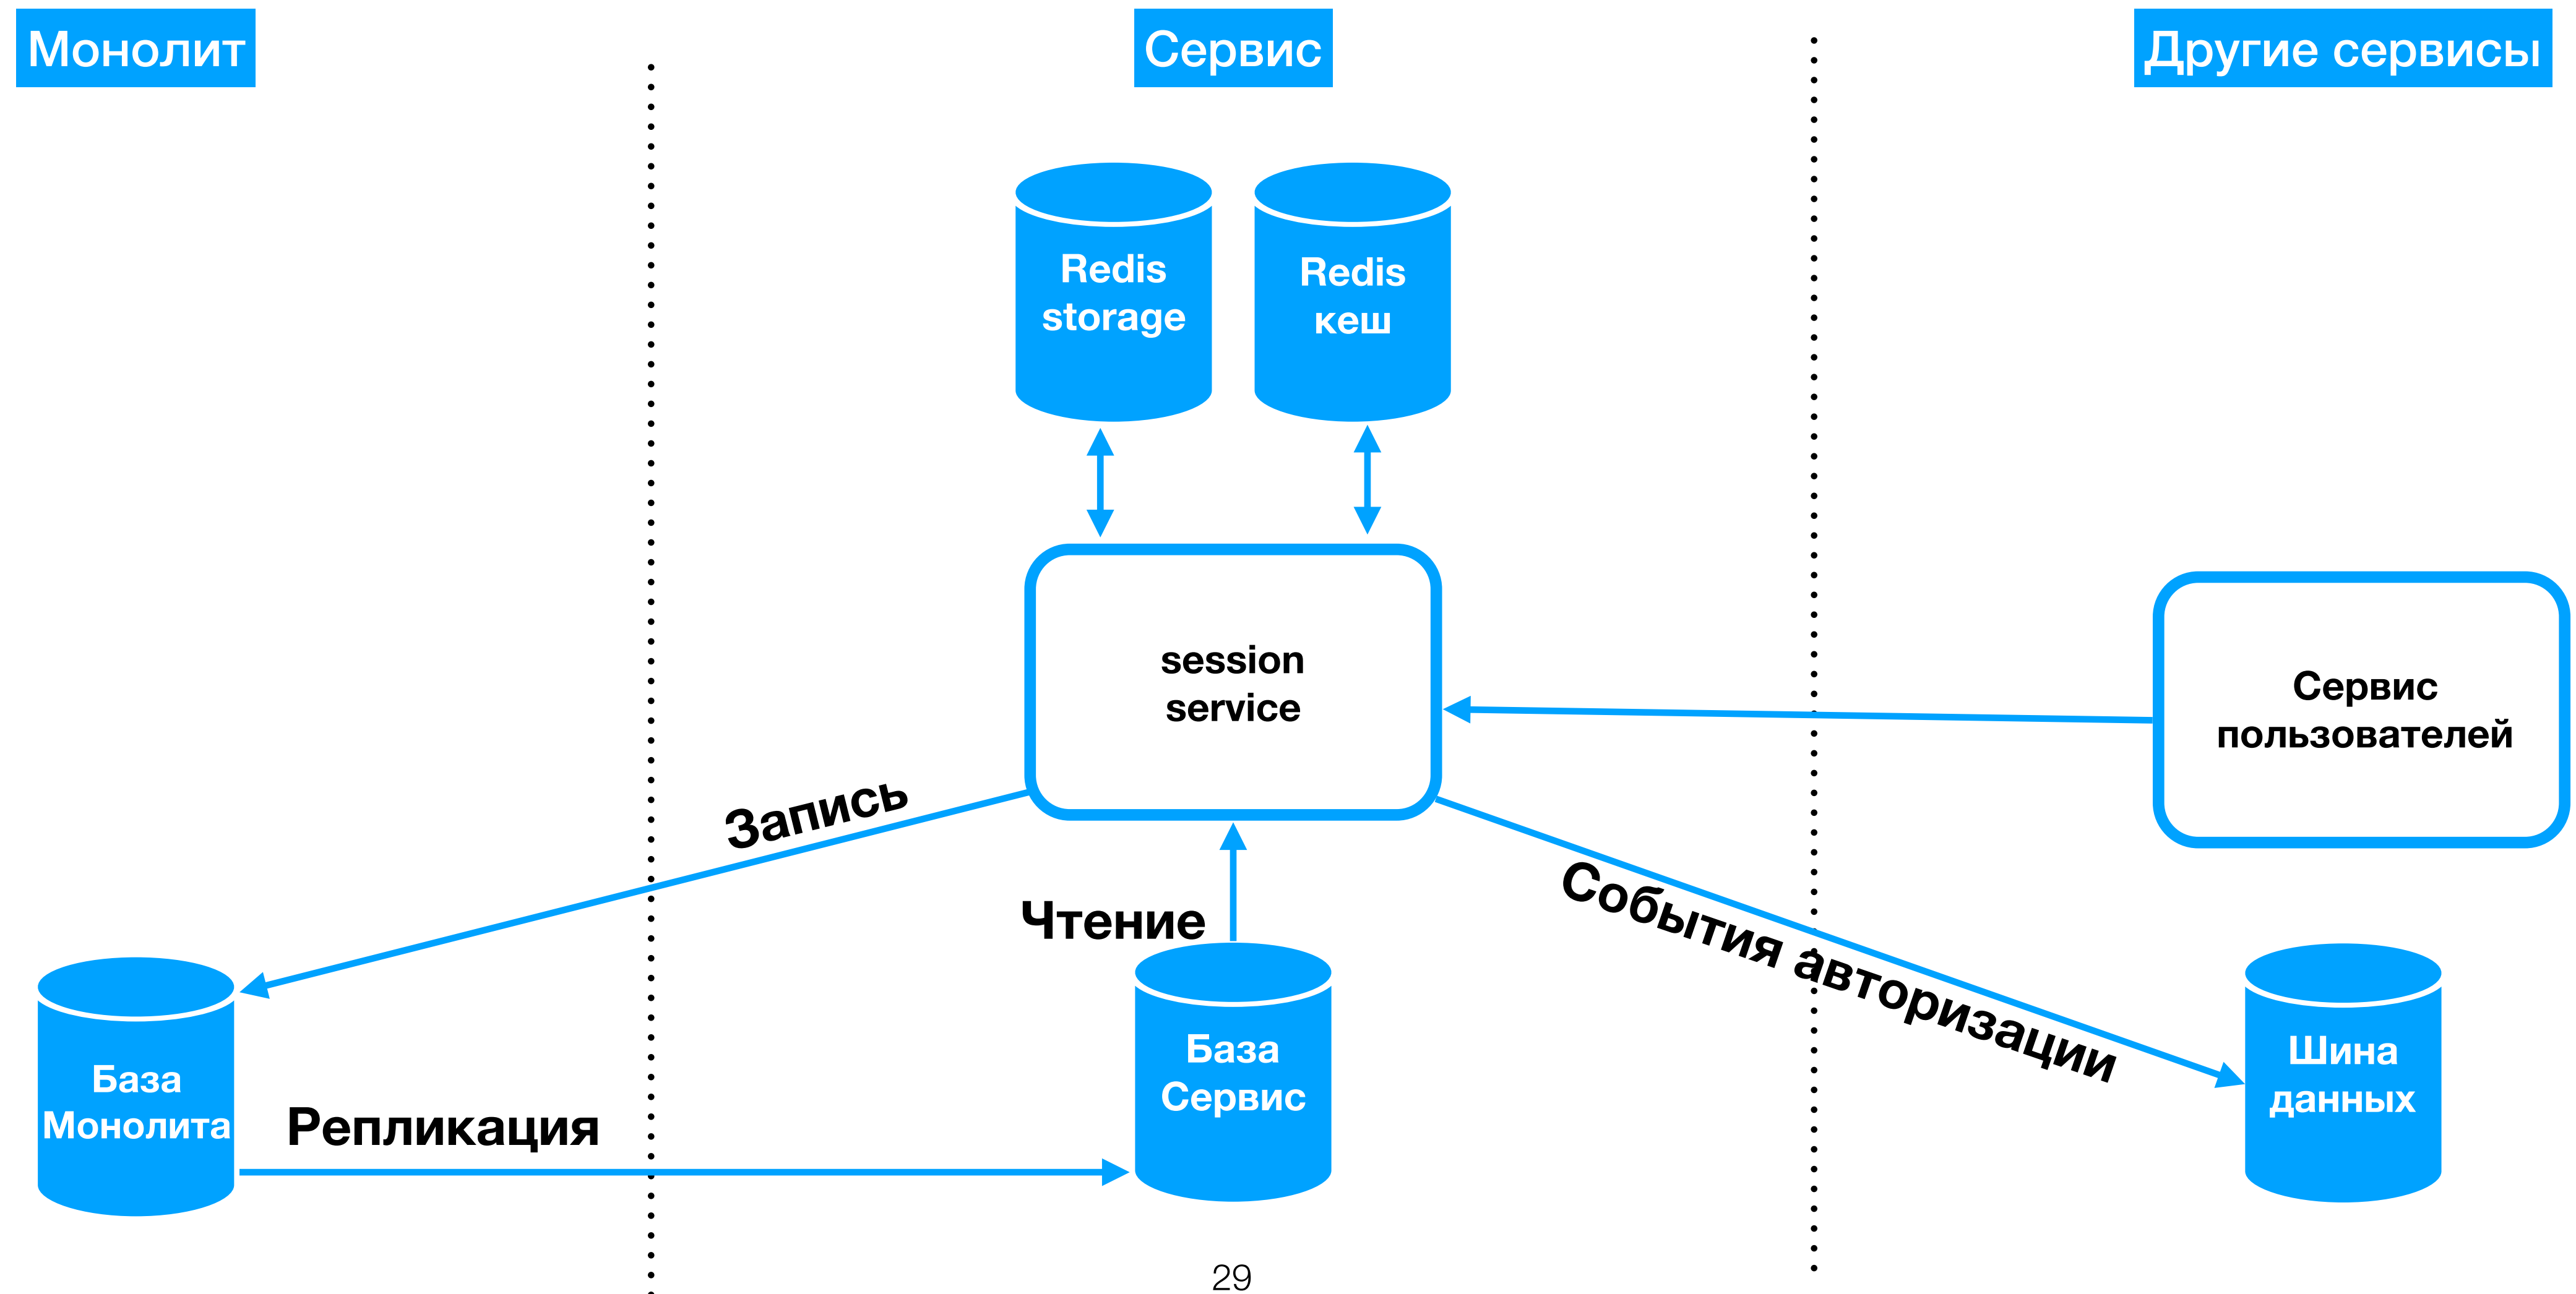 Монолит
Сервис
Другие сервисы
Redis
storage
Redis
кеш
session
service
Сервис
пользователей
Запись
Чтение
События авторизации
База
Монолита
Репликация
База
Сервис
Шина
данных
29